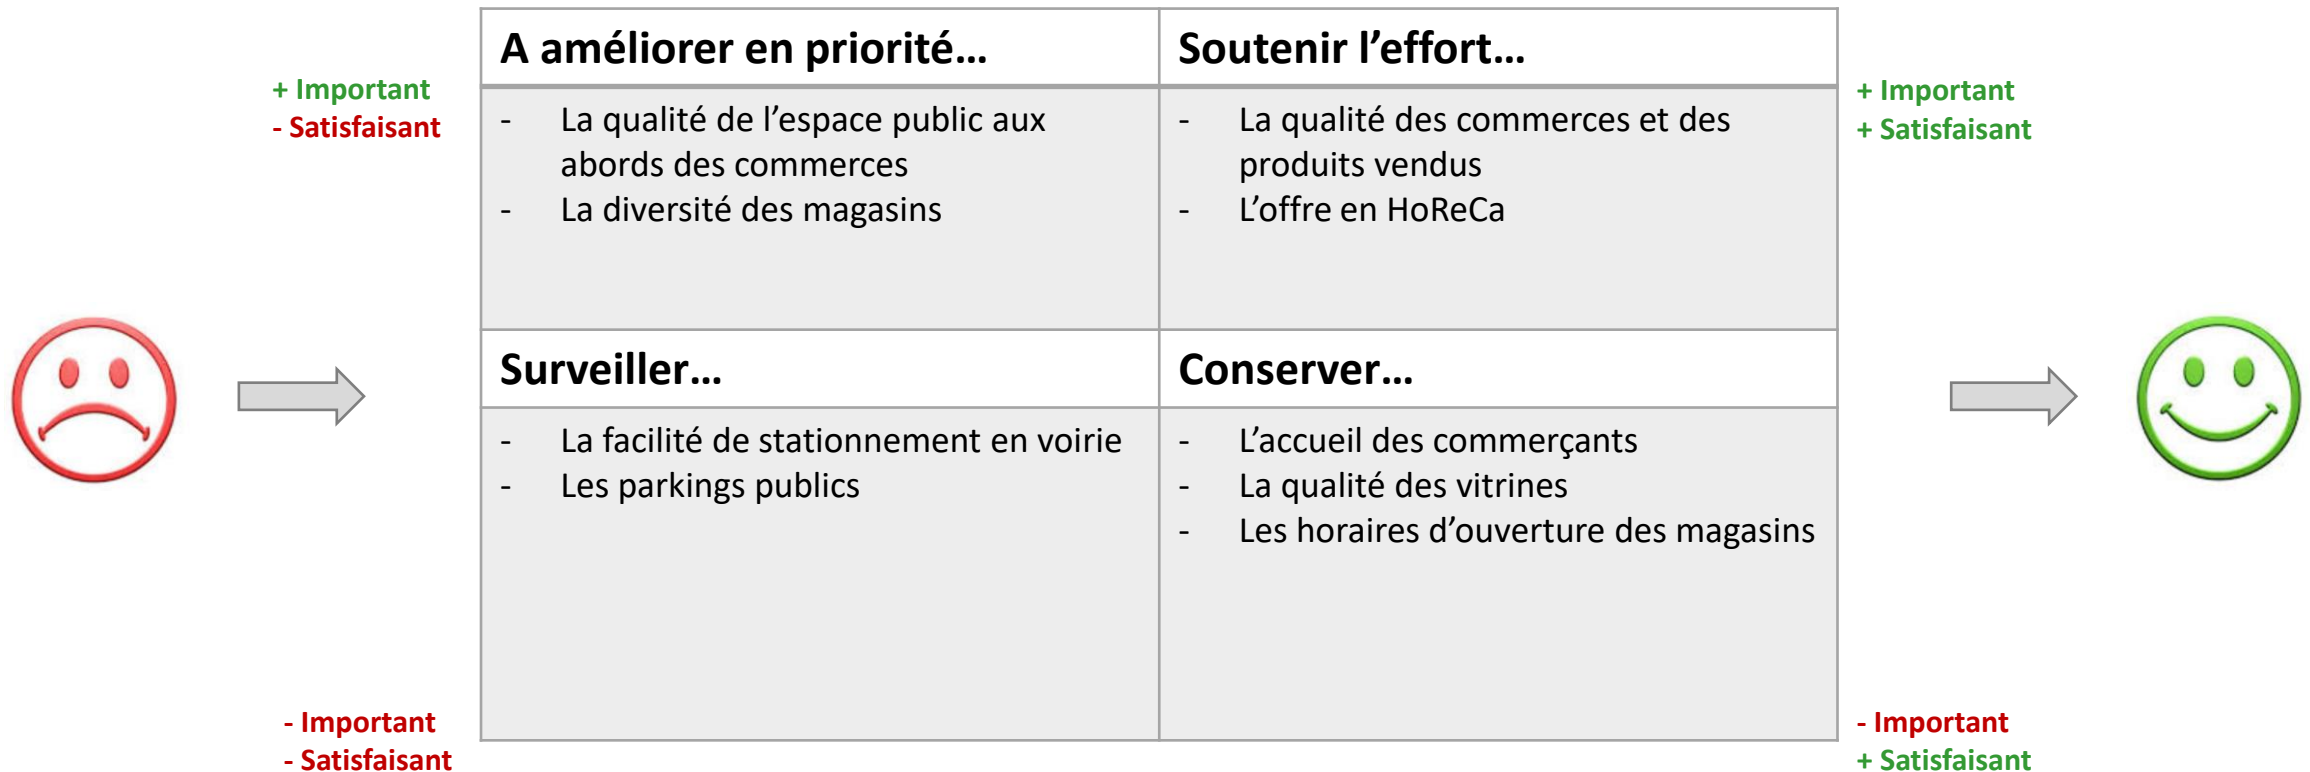 A améliorer en priorité…
Soutenir l’effort…
+ Important
- Satisfaisant
- La qualité de l’espace public aux
abords des commerces
- La diversité des magasins
- La qualité des commerces et des
produits vendus
- L’offre en HoReCa
+ Important
+ Satisfaisant
Surveiller…
Conserver…
- La facilité de stationnement en voirie
- Les parkings publics
- L’accueil des commerçants
- La qualité des vitrines
- Les horaires d’ouverture des magasins
- Important
- Satisfaisant
- Important
+ Satisfaisant